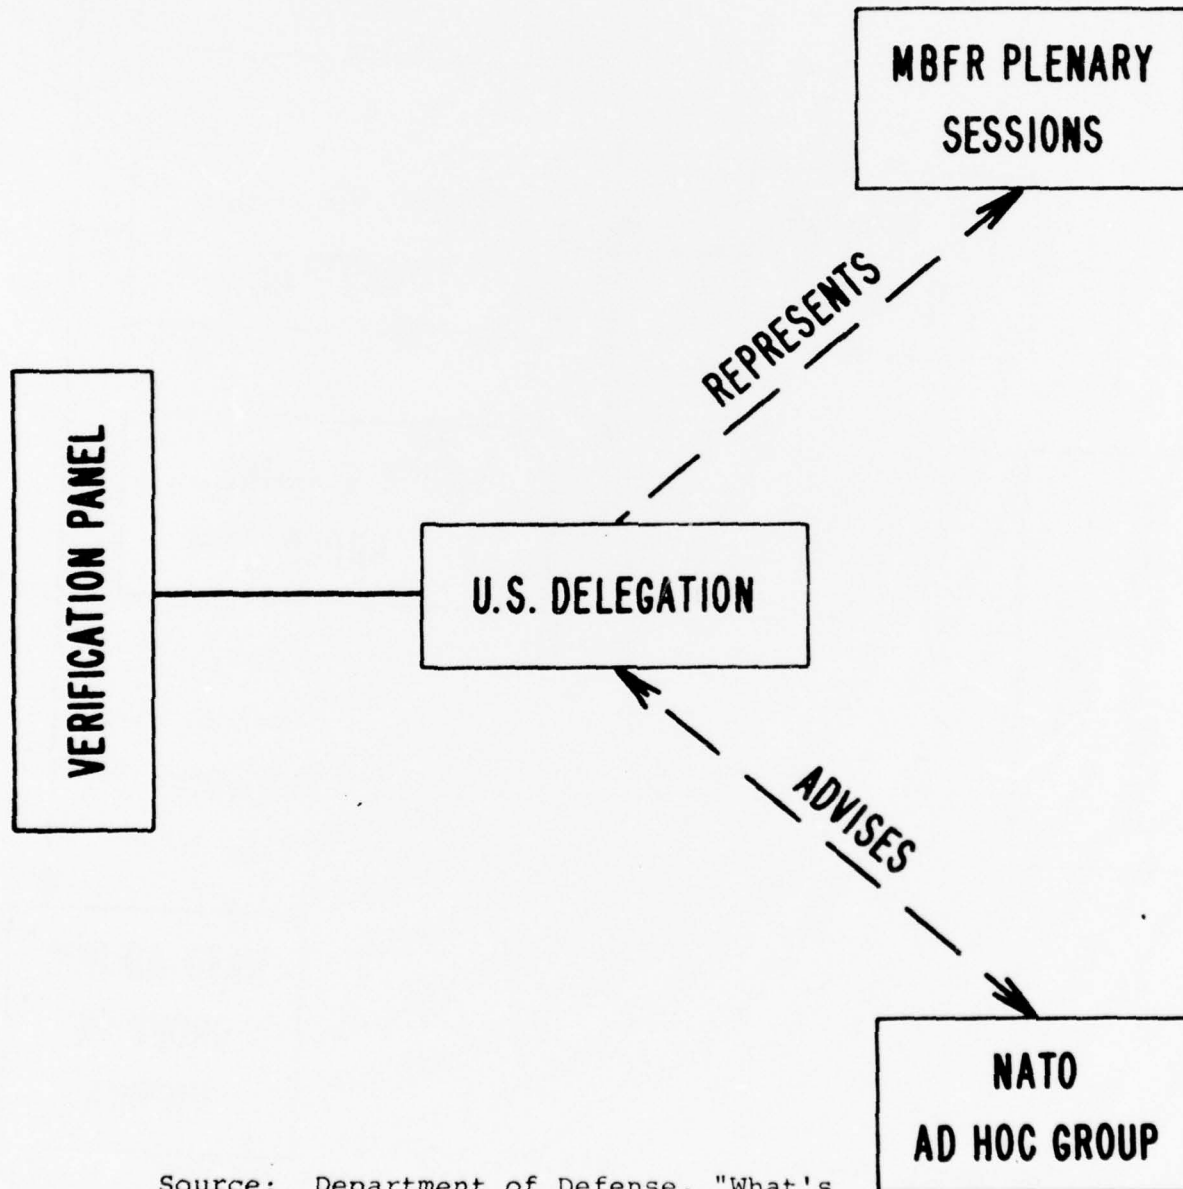 MBFR PLENARY
SESSIONS
REPRESENTS
VERIFICATION PANEL
U.S. DELEGATION
ADVISES
NATO
AD HOC GROUP
Source: Department of Defense, "What's